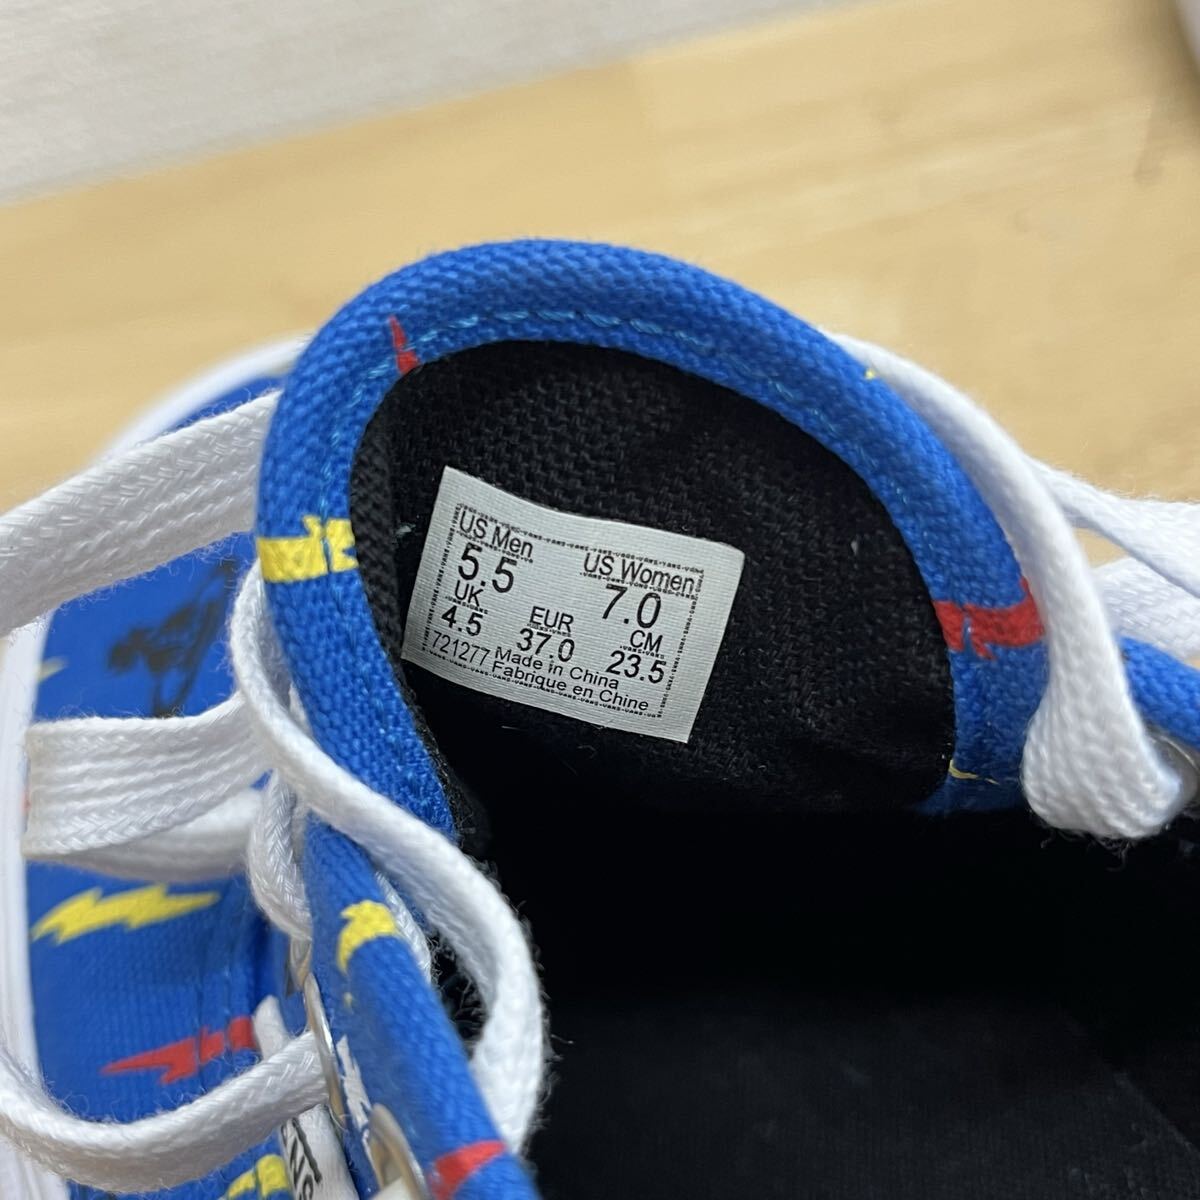 US Men US Women
5.5 7.0
UK EUR CM
4.5 37.0 23.5
721277 Made in China
Fabrique en Chine